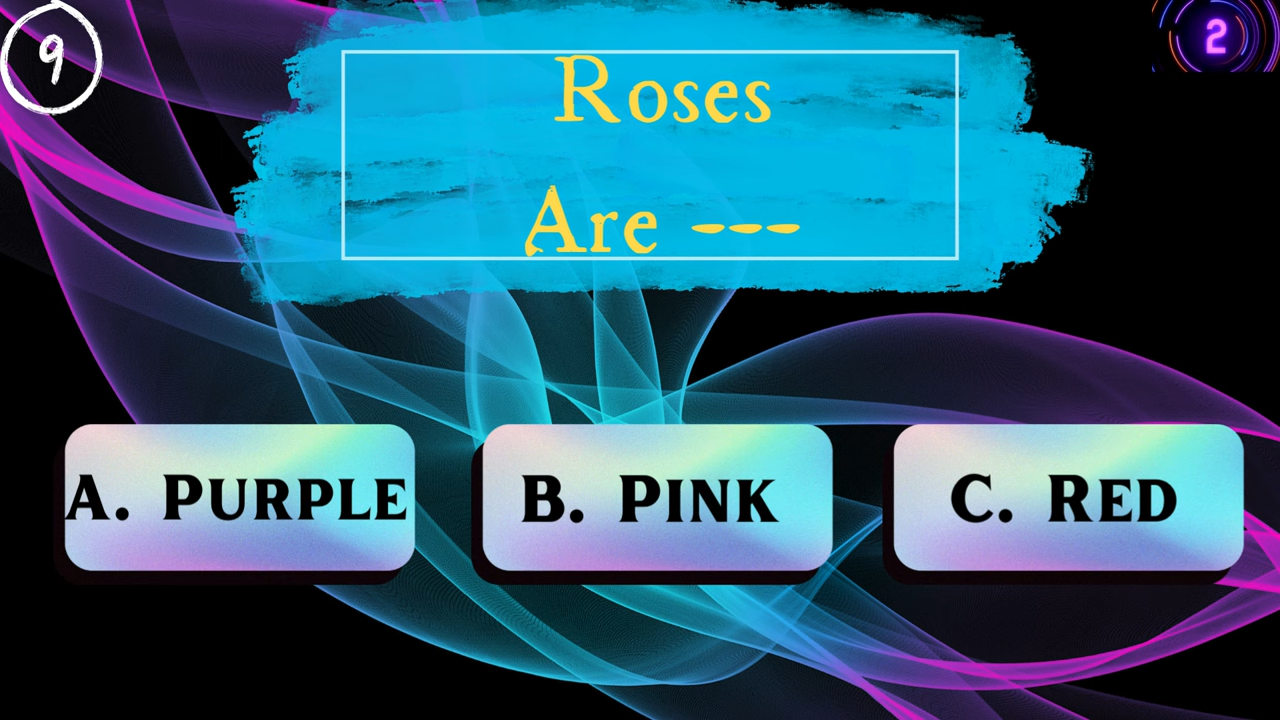 9
2
Roses
Are ---
A. Purple
B. Pink
C. Red